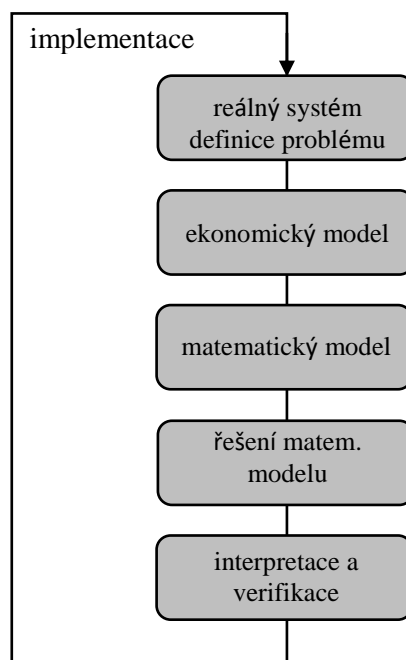 implementace
reálný systém
definice problému
ekonomický model
matematický model
řešení matem.
modelu
interpretace a
verifikace